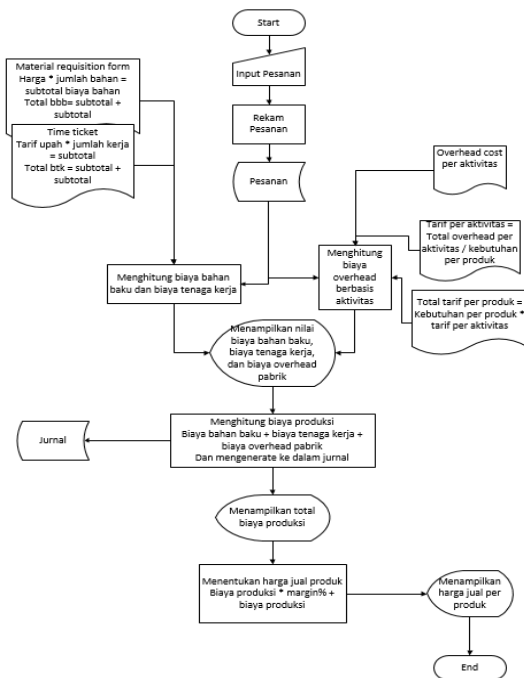 Start
Input Pesanan
Rekam
Pesanan
Pesanan
Material requisition form
Harga * jumlah bahan =
subtotal biaya bahan
Total bbb= subtotal +
subtotal
Time ticket
Tarif upah * jumlah kerja
= subtotal
Total btk = subtotal +
subtotal
Overhead cost
per aktivitas
Tarif per aktivitas =
Total overhead per
aktivitas / kebutuhan
per produk
Total tarif per produk =
Kebutuhan per produk *
tarif per aktivitas
Menghitung biaya bahan
baku dan biaya tenaga kerja
Menghitung
biaya
overhead
berbasis
aktivitas
Menampilkan nilai
biaya bahan baku,
biaya tenaga kerja,
dan biaya overhead
pabrik
Menghitung biaya produksi
Biaya bahan baku + biaya tenaga kerja +
biaya overhead pabrik
Dan mengenerate ke dalam jurnal
Jurnal
Menampilkan total
biaya produksi
Menentukan harga jual produk
Biaya produksi * margin% +
biaya produksi
Menampilkan
harga jual per
produk
End